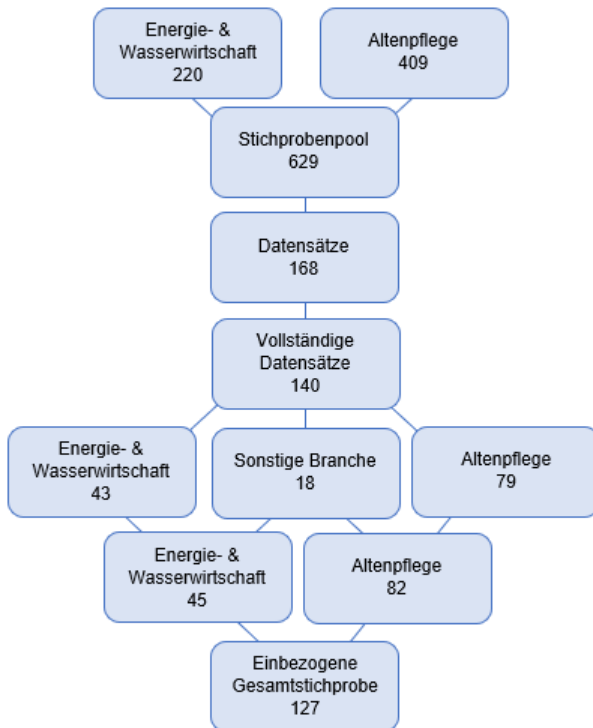 Energie- &
Wasserwirtschaft
220
Altenpflege
409
Stichprobenpool
629
Datensätze
168
Vollständige
Datensätze
140
Energie- &
Wasserwirtschaft
43
Sonstige Branche
18
Altenpflege
79
Energie- &
Wasserwirtschaft
45
Altenpflege
82
Einbezogene
Gesamtstichprobe
127